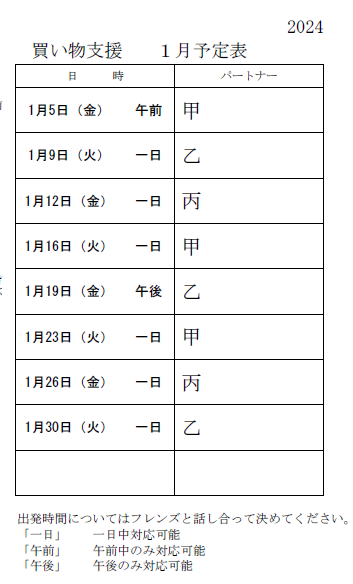 2024
買い物支援　　１月予定表
日　　時　　パートナー
1月5日（金）　　午前　　甲
1月9日（火）　　一日　　乙
1月12日（金）　　一日　　丙
1月16日（火）　　一日　　甲
1月19日（金）　　午後　　乙
1月23日（火）　　一日　　甲
1月26日（金）　　一日　　丙
1月30日（火）　　一日　　乙
出発時間についてはフレンズと話し合って決めてください。
「一日」　　一日中対応可能
「午前」　　午前中のみ対応可能
「午後」　　午後のみ対応可能